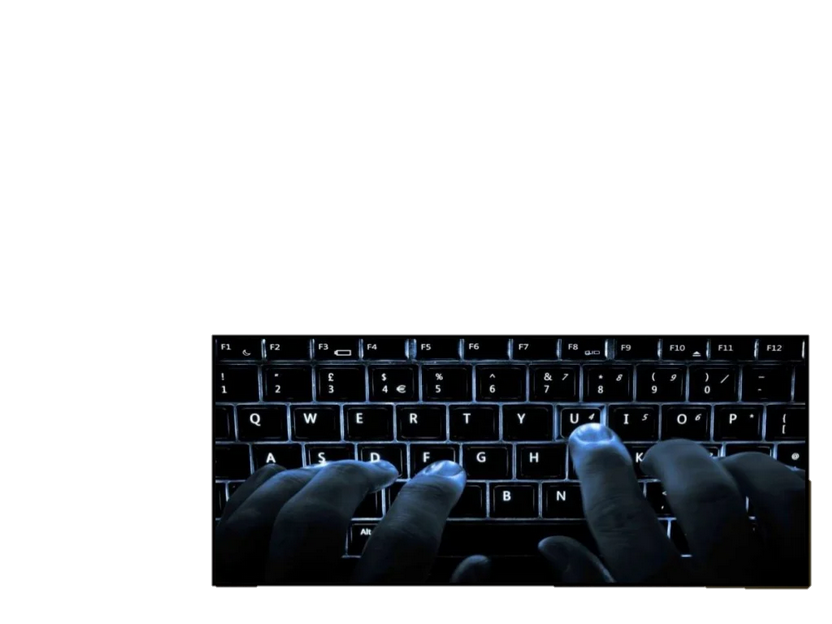 F1 F2 F3 F4 F5 F6 F7 F8 F9 F10 F11 F12
! " £ $ % ^ & 7 * 8 ( 9 ) / _
1 2 3 4 € 5 6 7 8 9 0 -
Q W E R T Y U 4 I 5 O 6 P * {
[
A S D F G H K @
B N <
,
Alt